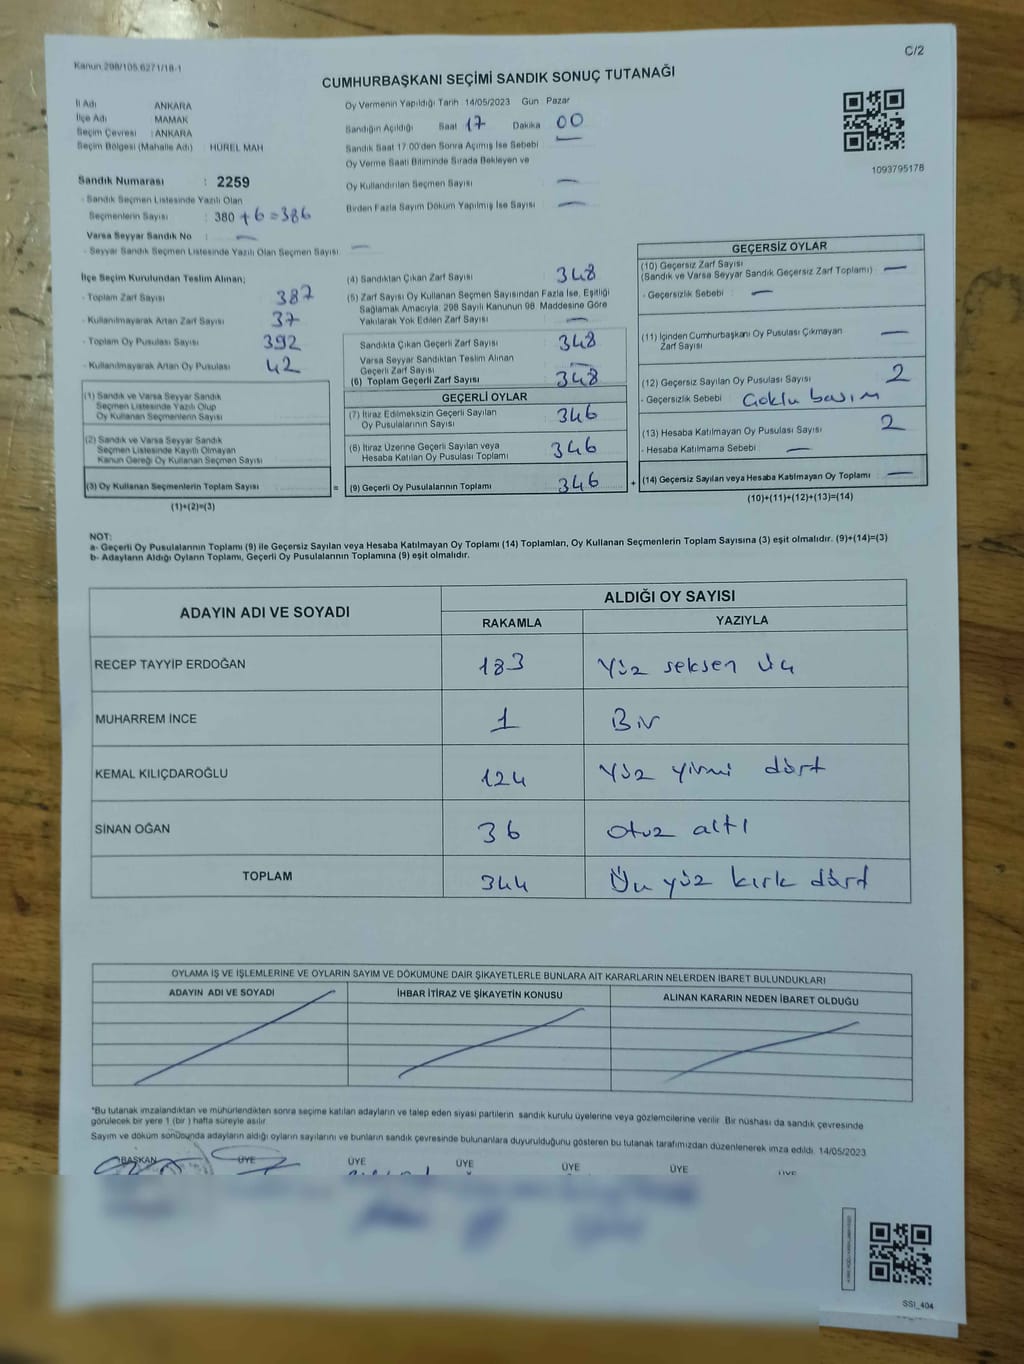 C/2
Kanun 298/105.6271/18-1
CUMHURBAŞKANI SEÇİMİ SANDIK SONUÇ TUTANAĞI
İl Adı ANKARA
İlçe Adı MAMAK
Seçim Çevresi : ANKARA
Seçim Bölgesi (Mahalle Adı) HÜREL MAH
Sandık Numarası : 2259
- Sandık Seçmen Listesinde Yazılı Olan
Seçmenlerin Sayısı : 380 + 6 = 386
Varsa Seyyar Sandık No : —
- Seyyar Sandık Seçmen Listesinde Yazılı Olan Seçmen Sayısı —
Oy Vermenin Yapıldığı Tarih 14/05/2023 Gün Pazar
Sandığın Açıldığı Saat 17 Dakika 00
Sandık Saat 17:00'den Sonra Açılmış İse Sebebi —
Oy Verme Saati Bitiminde Sırada Bekleyen ve
Oy Kullandırılan Seçmen Sayısı —
Birden Fazla Sayım Döküm Yapılmış İse Sayısı —
1093795176
İlçe Seçim Kurulundan Teslim Alınan;
- Toplam Zarf Sayısı 387
- Kullanılmayarak Artan Zarf Sayısı 37
- Toplam Oy Pusulası Sayısı 392
- Kullanılmayarak Artan Oy Pusulası 42
(1) Sandık ve Varsa Seyyar Sandık
Seçmen Listesinde Yazılı Olup
Oy Kullanan Seçmenlerin Sayısı
(2) Sandık ve Varsa Seyyar Sandık
Seçmen Listesinde Kayıtlı Olmayan
Kanun Gereği Oy Kullanan Seçmen Sayısı
(3) Oy Kullanan Seçmenlerin Toplam Sayısı
(1)+(2)=(3)
(4) Sandıktan Çıkan Zarf Sayısı 348
(5) Zarf Sayısı Oy Kullanan Seçmen Sayısından Fazla İse, Eşitliği
Sağlamak Amacıyla, 298 Sayılı Kanunun 98. Maddesine Göre
Yakılarak Yok Edilen Zarf Sayısı —
Sandıkta Çıkan Geçerli Zarf Sayısı 348
Varsa Seyyar Sandıktan Teslim Alınan
Geçerli Zarf Sayısı —
(6) Toplam Geçerli Zarf Sayısı 348
GEÇERLİ OYLAR
(7) İtiraz Edilmeksizin Geçerli Sayılan
Oy Pusulalarının Sayısı 346
(8) İtiraz Üzerine Geçerli Sayılan veya
Hesaba Katılan Oy Pusulası Toplamı 346
= (9) Geçerli Oy Pusulalarının Toplamı 346 +
GEÇERSİZ OYLAR
(10) Geçersiz Zarf Sayısı
(Sandık ve Varsa Seyyar Sandık Geçersiz Zarf Toplamı) —
- Geçersizlik Sebebi : —
(11) İçinden Cumhurbaşkanı Oy Pusulası Çıkmayan
Zarf Sayısı —
(12) Geçersiz Sayılan Oy Pusulası Sayısı 2
- Geçersizlik Sebebi Çoklu basım
(13) Hesaba Katılmayan Oy Pusulası Sayısı 2
- Hesaba Katılmama Sebebi —
(14) Geçersiz Sayılan veya Hesaba Katılmayan Oy Toplamı —
(10)+(11)+(12)+(13)=(14)
NOT:
a- Geçerli Oy Pusulalarının Toplamı (9) ile Geçersiz Sayılan veya Hesaba Katılmayan Oy Toplamı (14) Toplamları, Oy Kullanan Seçmenlerin Toplam Sayısına (3) eşit olmalıdır. (9)+(14)=(3)
b- Adayların Aldığı Oyların Toplamı, Geçerli Oy Pusulalarının Toplamına (9) eşit olmalıdır.
ADAYIN ADI VE SOYADI
ALDIĞI OY SAYISI
RAKAMLA YAZIYLA
RECEP TAYYİP ERDOĞAN 183 Yüz seksen üç
MUHARREM İNCE 1 Bir
KEMAL KILIÇDAROĞLU 124 Yüz yirmi dört
SİNAN OĞAN 36 Otuz altı
TOPLAM 344 Üç yüz kırk dört
OYLAMA İŞ VE İŞLEMLERİNE VE OYLARIN SAYIM VE DÖKÜMÜNE DAİR ŞİKAYETLERLE BUNLARA AİT KARARLARIN NELERDEN İBARET BULUNDUKLARI
ADAYIN ADI VE SOYADI İHBAR İTİRAZ VE ŞİKAYETİN KONUSU ALINAN KARARIN NEDEN İBARET OLDUĞU
*Bu tutanak imzalandıktan ve mühürlendikten sonra seçime katılan adayların ve talep eden siyasi partilerin sandık kurulu üyelerine veya gözlemcilerine verilir. Bir nüshası da sandık çevresinde
görülecek bir yere 1 (bir) hafta süreyle asılır.
Sayım ve döküm sonucunda adayların aldığı oyların sayılarını ve bunların sandık çevresinde bulunanlara duyurulduğunu gösteren bu tutanak tarafımızdan düzenlenerek imza edildi. 14/05/2023
BAŞKAN ÜYE ÜYE ÜYE ÜYE ÜYE ÜYE
SSI_404